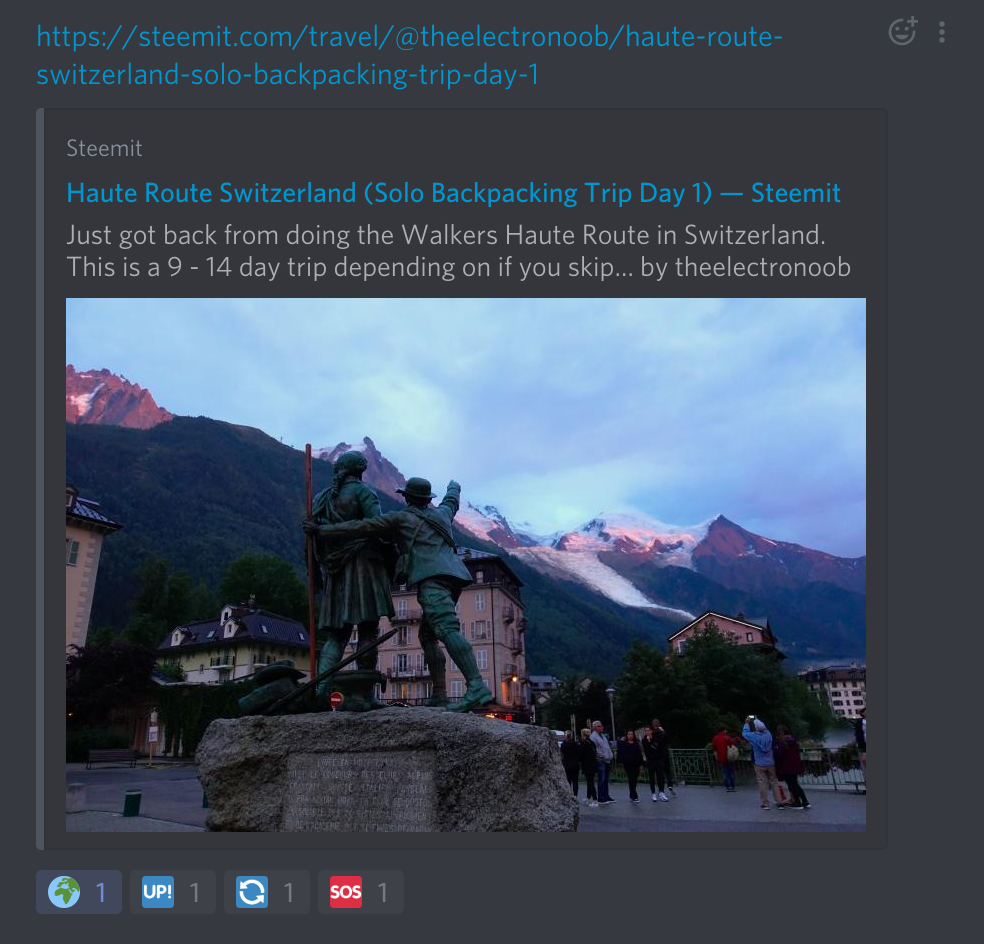 https://steemit.com/travel/@theelectronoob/haute-route-
switzerland-solo-backpacking-trip-day-1
Steemit
Haute Route Switzerland (Solo Backpacking Trip Day 1) — Steemit
Just got back from doing the Walkers Haute Route in Switzerland.
This is a 9 - 14 day trip depending on if you skip... by theelectronoob
1 UP! 1 1 SOS 1